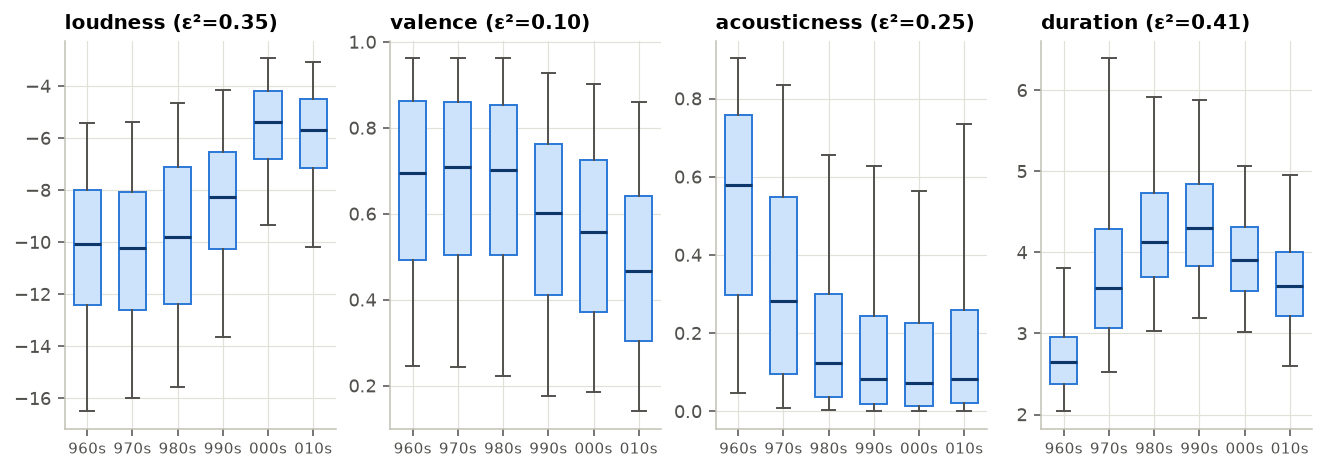 loudness (ε²=0.35)
−4
−6
−8
−10
−12
−14
−16
960s 970s 980s 990s 000s 010s
valence (ε²=0.10)
1.0
0.8
0.6
0.4
0.2
960s 970s 980s 990s 000s 010s
acousticness (ε²=0.25)
0.8
0.6
0.4
0.2
0.0
960s 970s 980s 990s 000s 010s
duration (ε²=0.41)
6
5
4
3
2
960s 970s 980s 990s 000s 010s